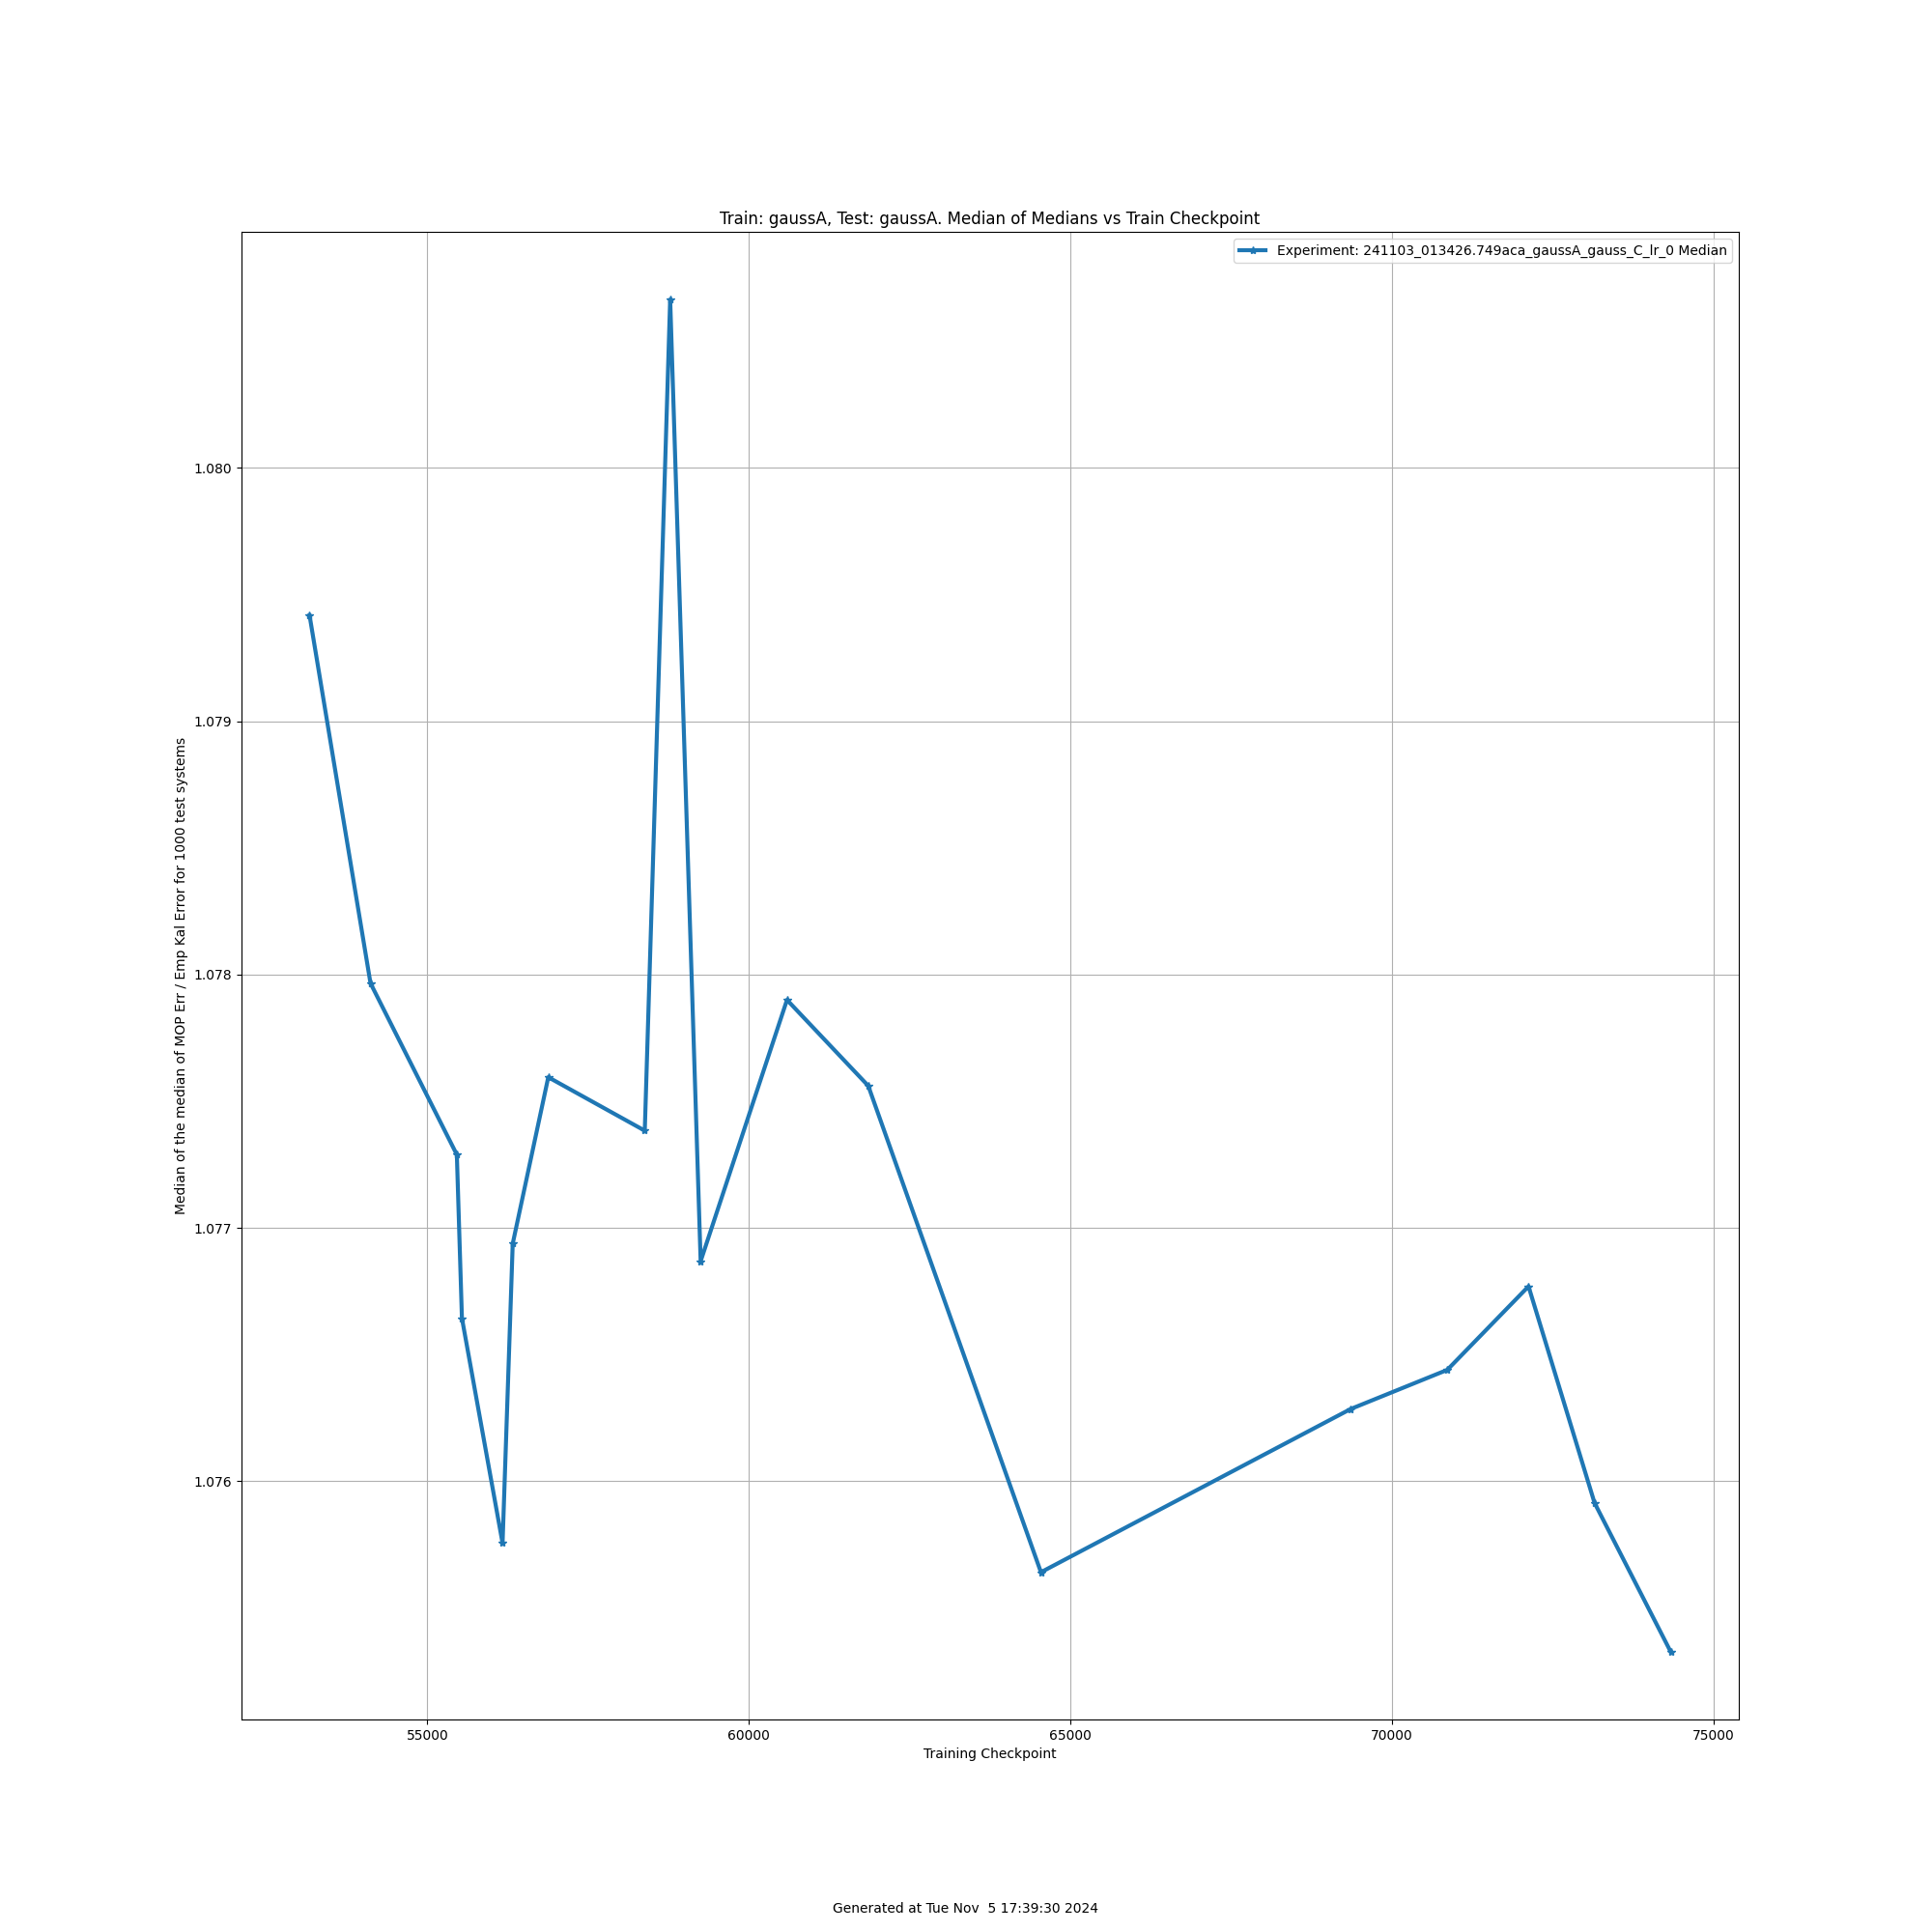 Train: gaussA, Test: gaussA. Median of Medians vs Train Checkpoint
Experiment: 241103_013426.749aca_gaussA_gauss_C_lr_0 Median
1.080
1.079
1.078
1.077
1.076
Median of the median of MOP Err / Emp Kal Error for 1000 test systems
55000 60000 65000 70000 75000
Training Checkpoint
Generated at Tue Nov  5 17:39:30 2024